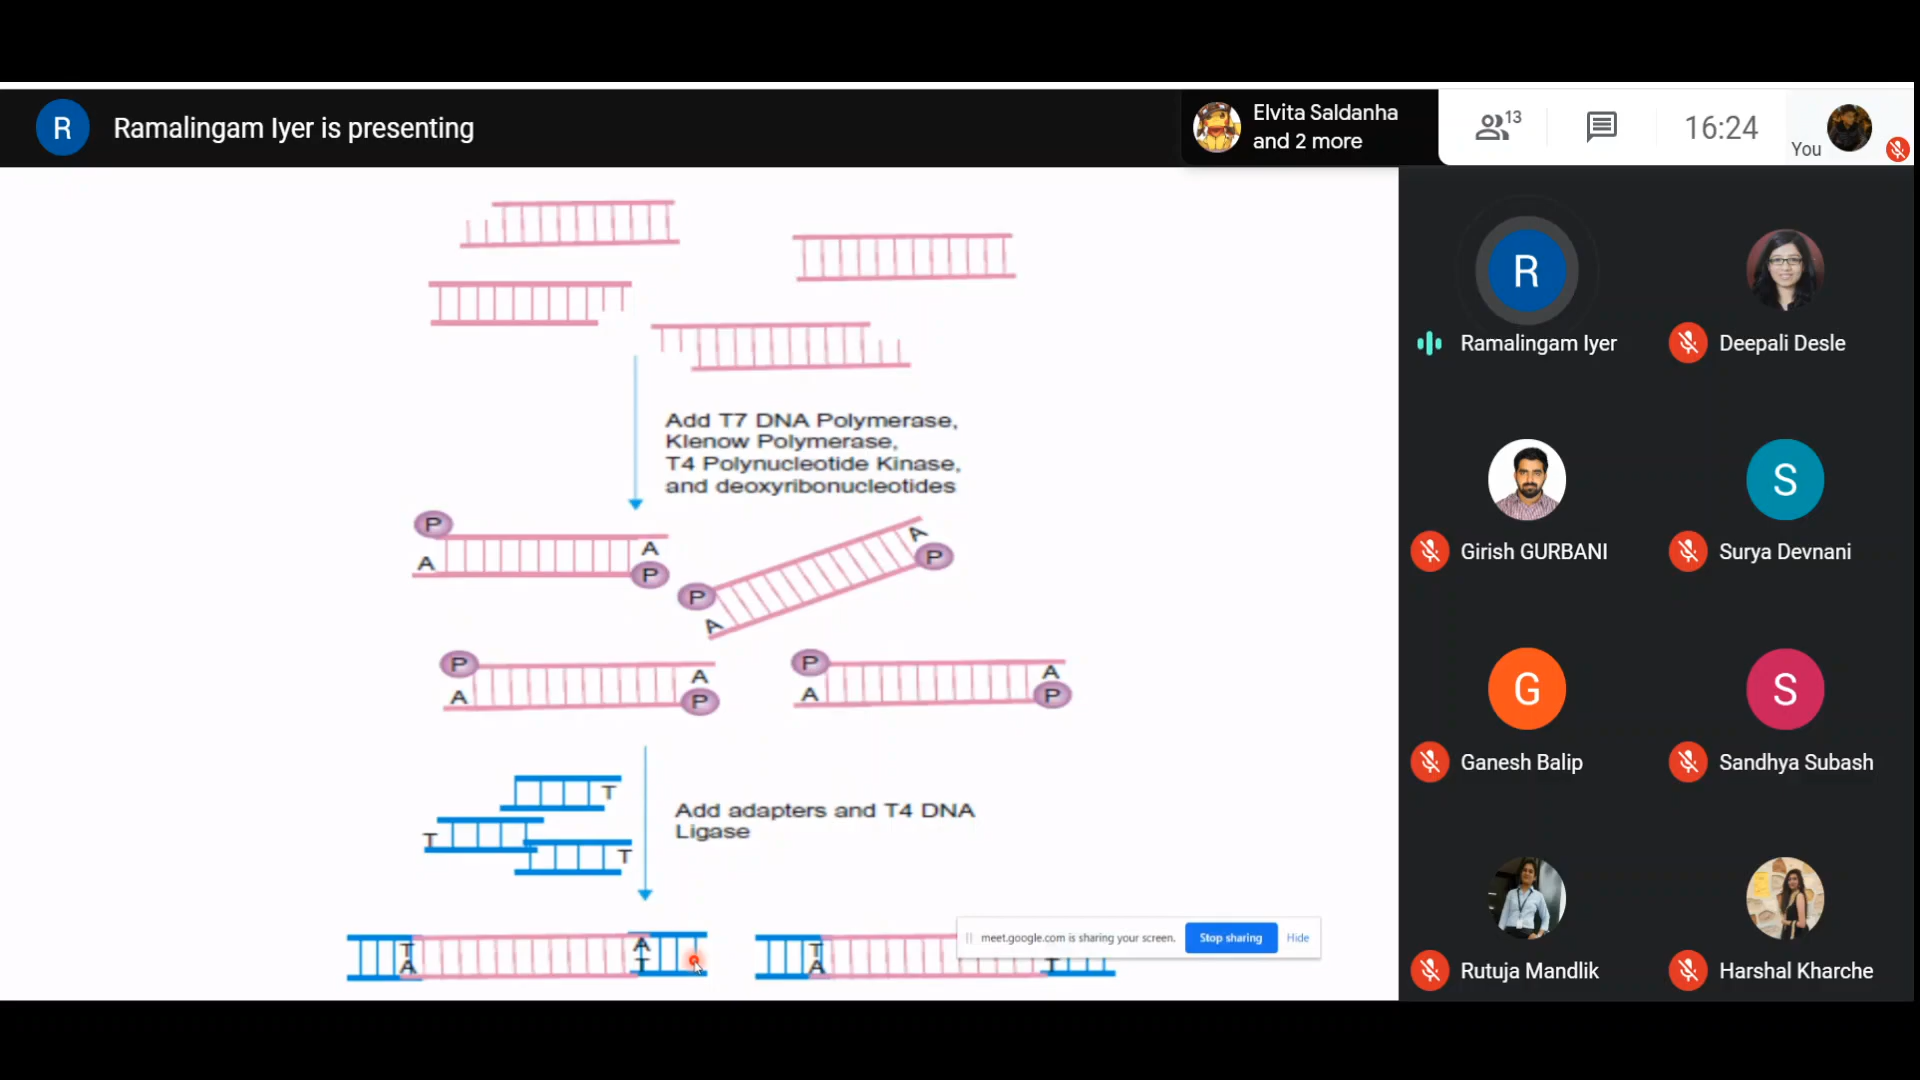 R
Ramalingam Iyer is presenting
Elvita Saldanha
and 2 more
13
16:24
You
Add T7 DNA Polymerase,
Klenow Polymerase,
T4 Polynucleotide Kinase,
and deoxyribonucleotides
P
A
A
P
P
A
A
P
P
A
A
P
P
A
A
P
T
T
T
Add adapters and T4 DNA
Ligase
T
A
A
T
T
A
T
meet.google.com is sharing your screen.
Stop sharing
Hide
R
Ramalingam Iyer
Deepali Desle
Girish GURBANI
S
Surya Devnani
G
Ganesh Balip
S
Sandhya Subash
Rutuja Mandlik
Harshal Kharche